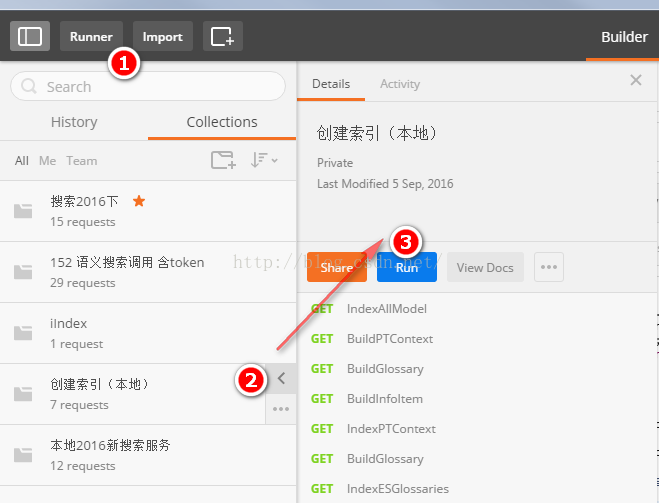 Runner
Import
Builder
1
Search
History
Collections
All Me Team
搜索2016下
15 requests
152 语义搜索调用 含token
29 requests
iIndex
1 request
2
创建索引（本地）
7 requests
本地2016新搜索服务
12 requests
Details
Activity
创建索引（本地）
Private
Last Modified 5 Sep, 2016
3
http://blog.csdn.net/
Share
Run
View Docs
GET IndexAllModel
GET BuildPTContext
GET BuildGlossary
GET BuildInfoItem
GET IndexPTContext
GET BuildGlossary
GET IndexESGlossaries